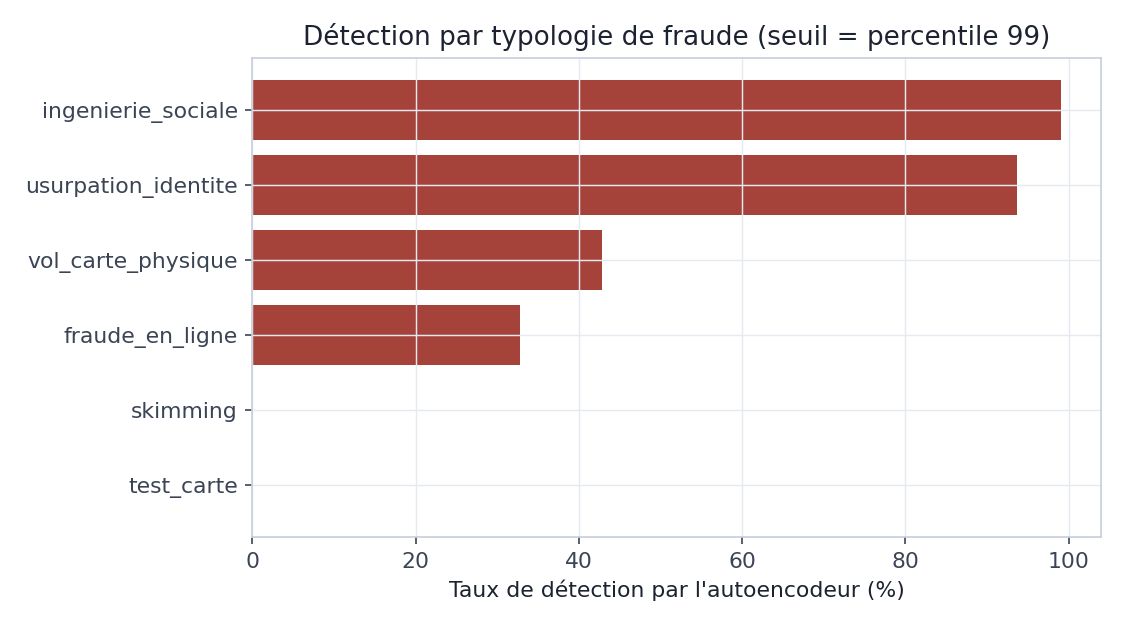 Détection par typologie de fraude (seuil = percentile 99)
ingenierie_sociale
usurpation_identite
vol_carte_physique
fraude_en_ligne
skimming
test_carte
0 20 40 60 80 100
Taux de détection par l'autoencodeur (%)